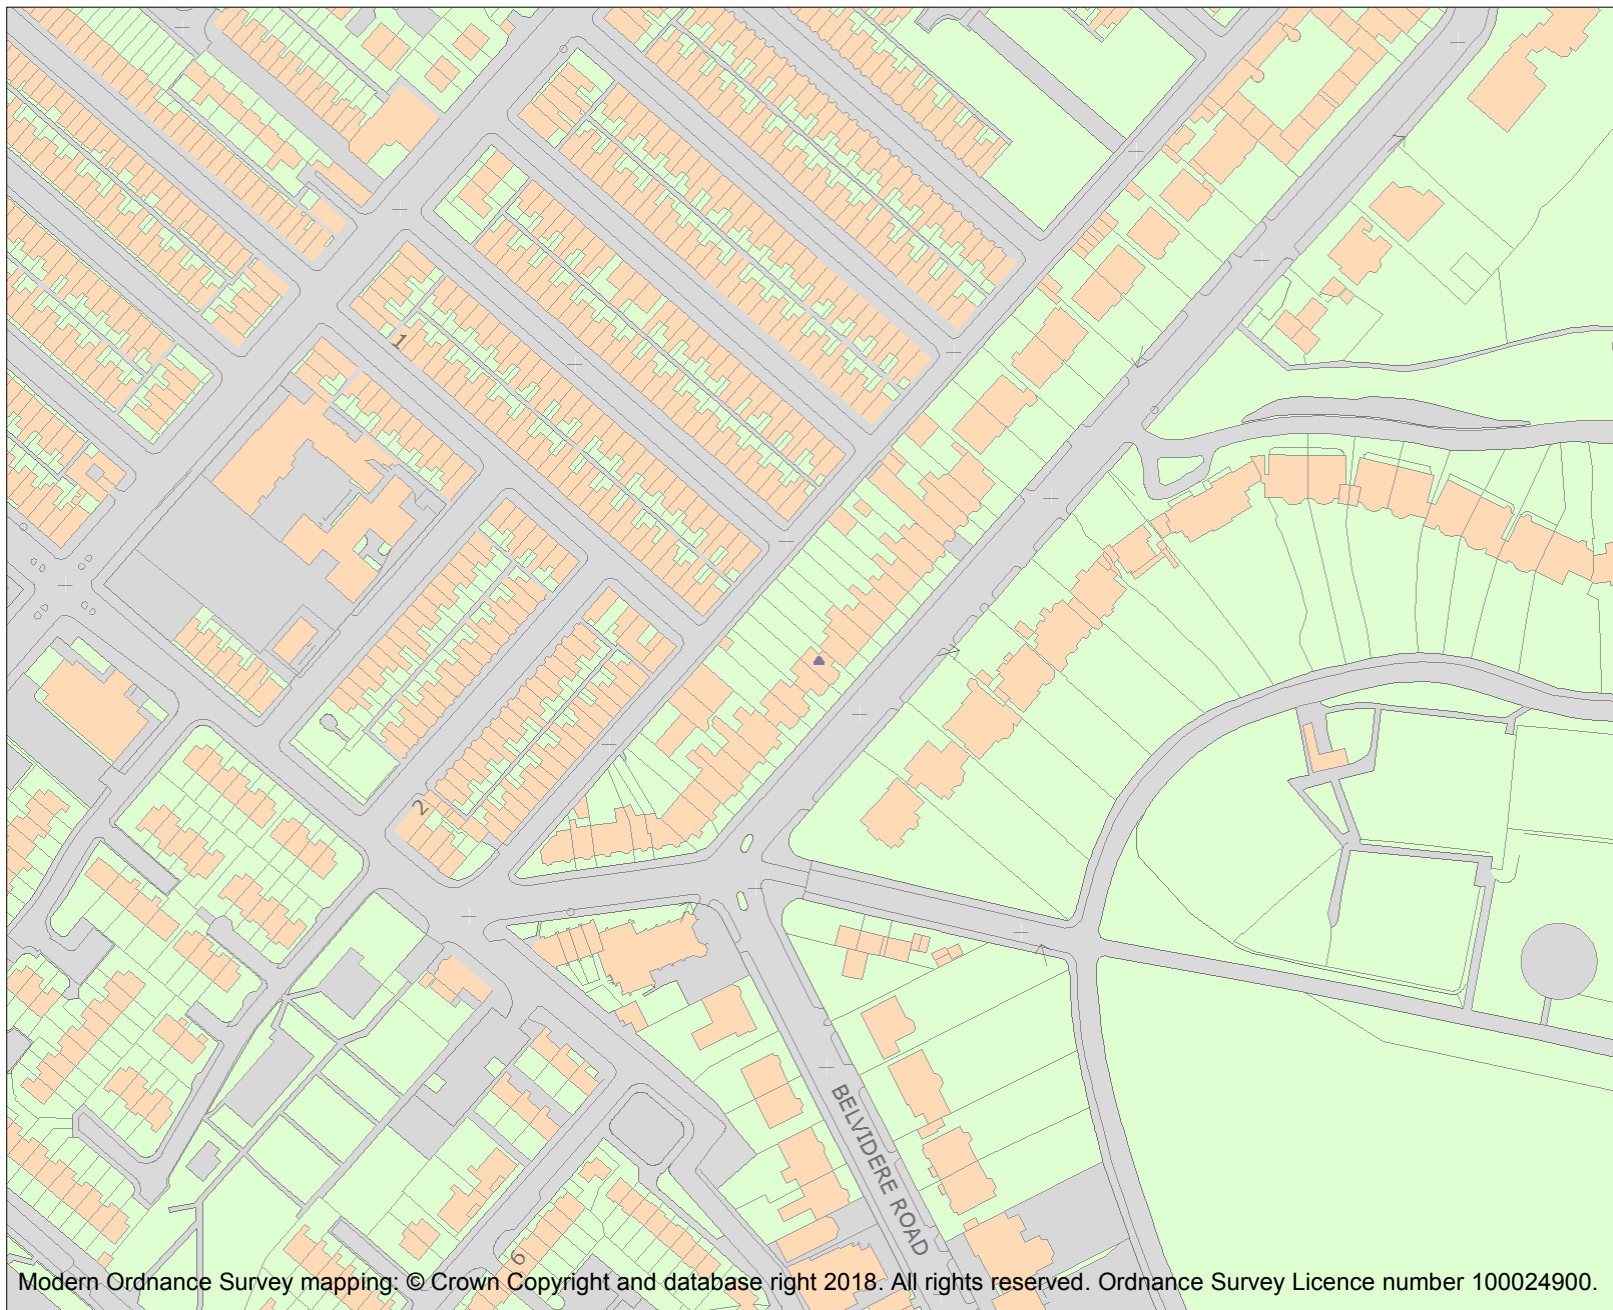 1
2
BELVIDERE ROAD
6
Modern Ordnance Survey mapping: © Crown Copyright and database right 2018. All rights reserved. Ordnance Survey Licence number 100024900.